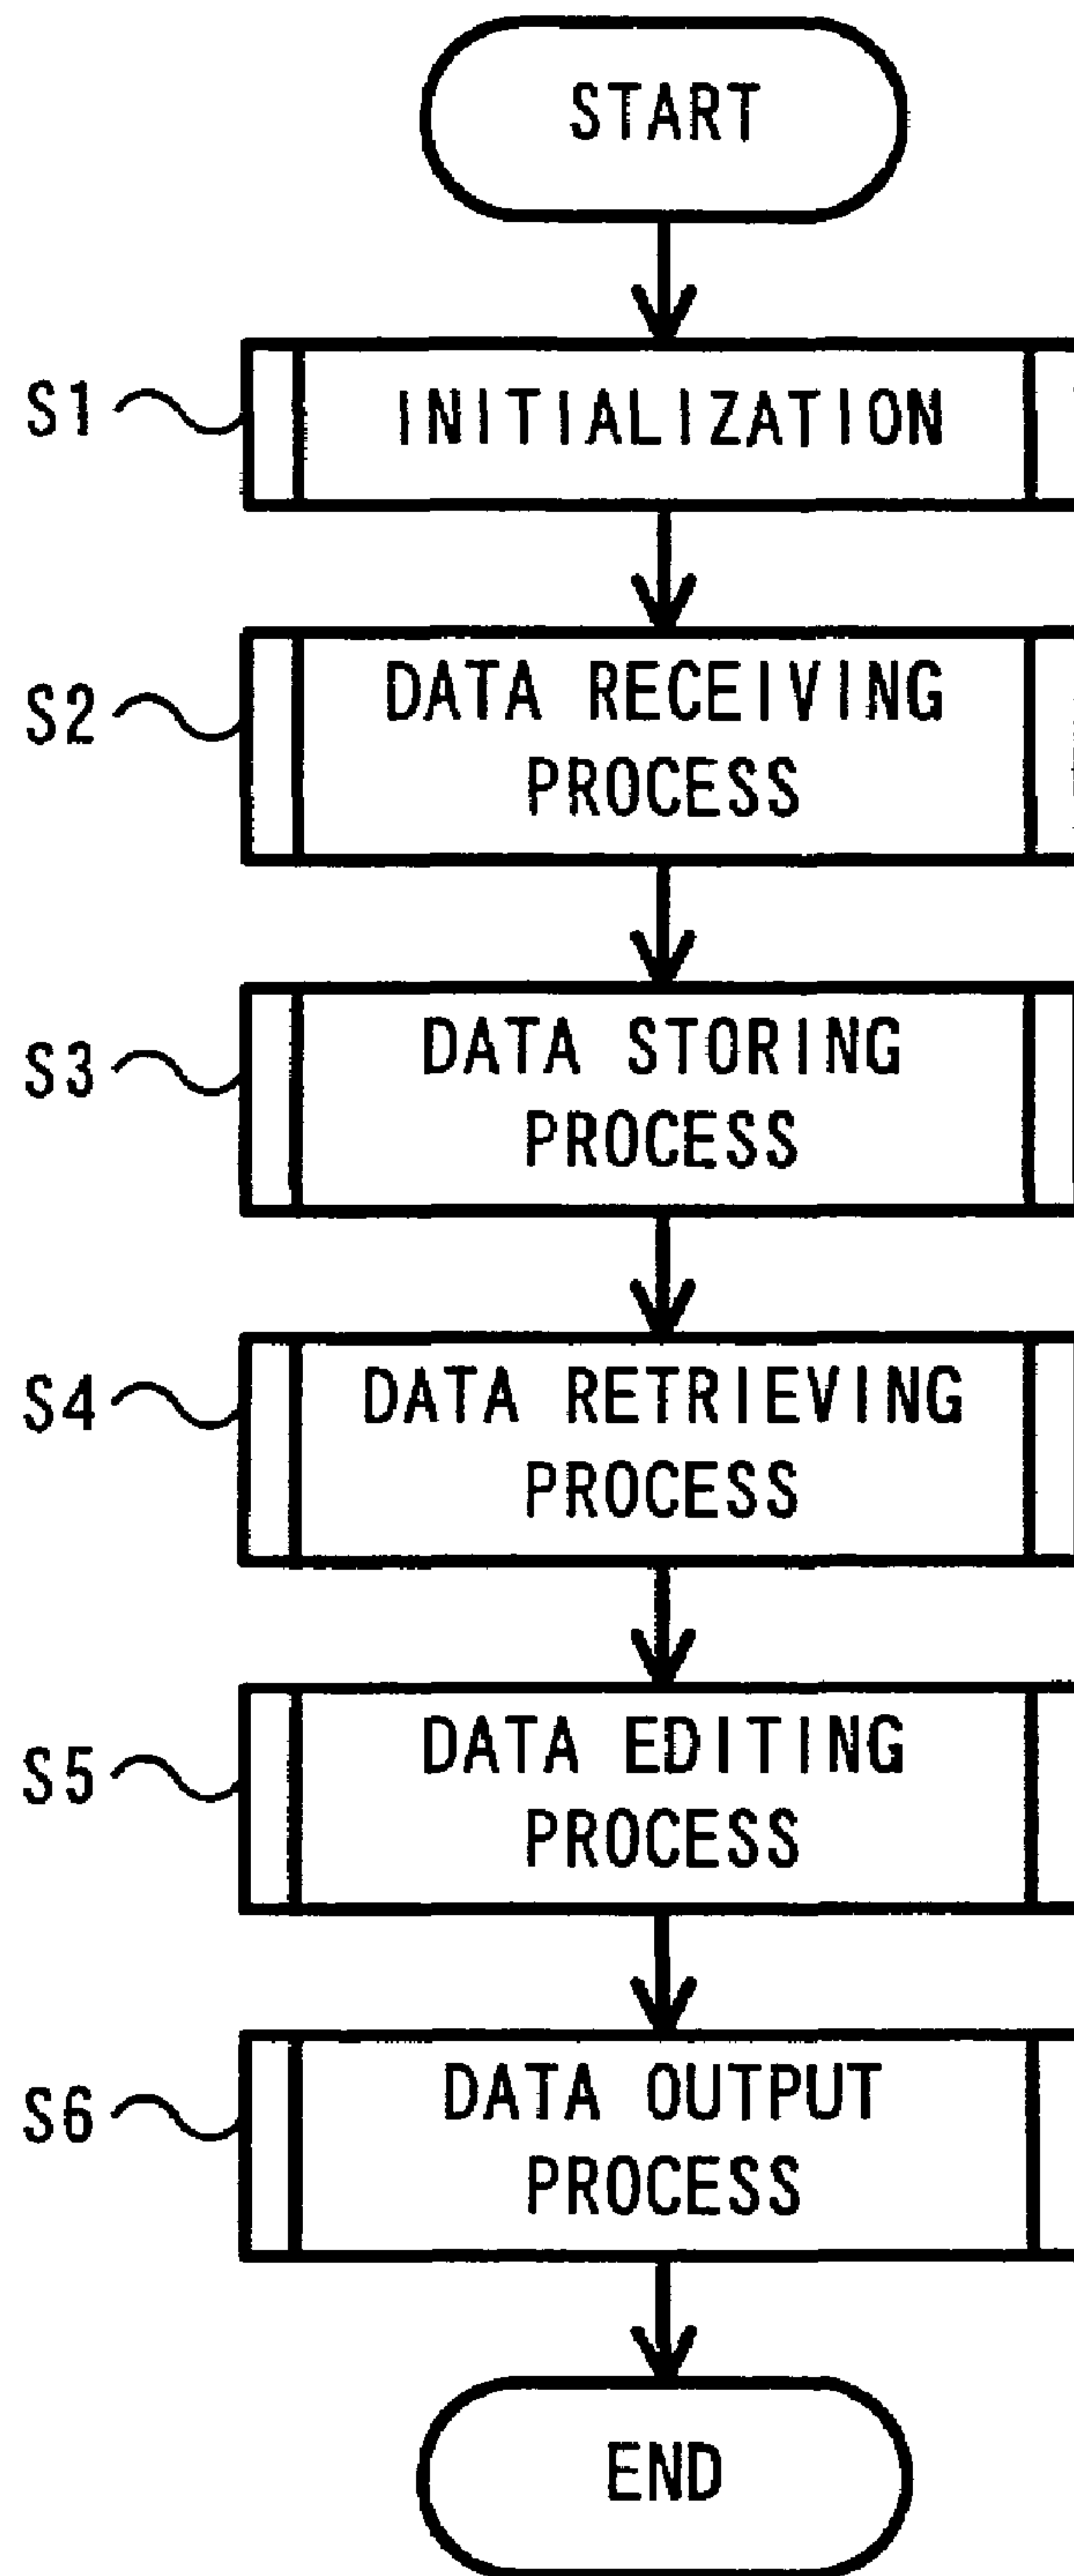 START
S1
INITIALIZATION
S2
DATA RECEIVING
PROCESS
S3
DATA STORING
PROCESS
S4
DATA RETRIEVING
PROCESS
S5
DATA EDITING
PROCESS
S6
DATA OUTPUT
PROCESS
END